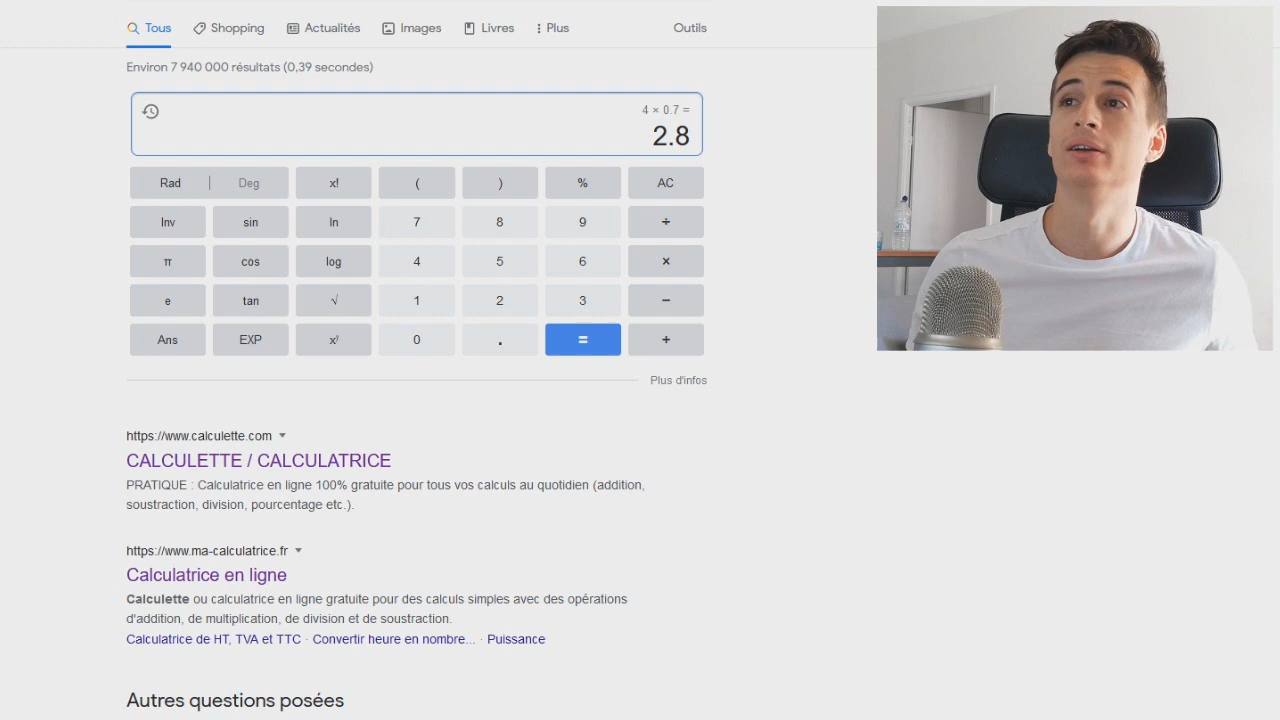 Tous Shopping Actualités Images Livres Plus Outils
Environ 7 940 000 résultats (0,39 secondes)
4 × 0.7 =
2.8
Rad | Deg x! ( ) % AC
Inv sin ln 7 8 9 ÷
π cos log 4 5 6 ×
e tan √ 1 2 3 −
Ans EXP xʸ 0 . = +
Plus d'infos
https://www.calculette.com
CALCULETTE / CALCULATRICE
PRATIQUE : Calculatrice en ligne 100% gratuite pour tous vos calculs au quotidien (addition,
soustraction, division, pourcentage etc.).
https://www.ma-calculatrice.fr
Calculatrice en ligne
Calculette ou calculatrice en ligne gratuite pour des calculs simples avec des opérations
d'addition, de multiplication, de division et de soustraction.
Calculatrice de HT, TVA et TTC · Convertir heure en nombre... · Puissance
Autres questions posées